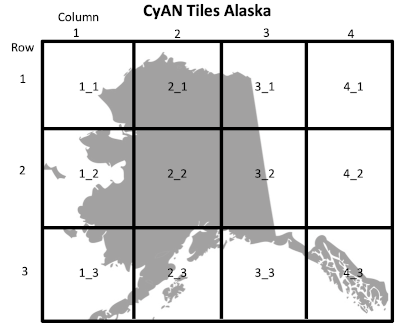 CyAN Tiles Alaska
Column
1 2 3 4
Row
1 1_1 2_1 3_1 4_1
2 1_2 2_2 3_2 4_2
3 1_3 2_3 3_3 4_3